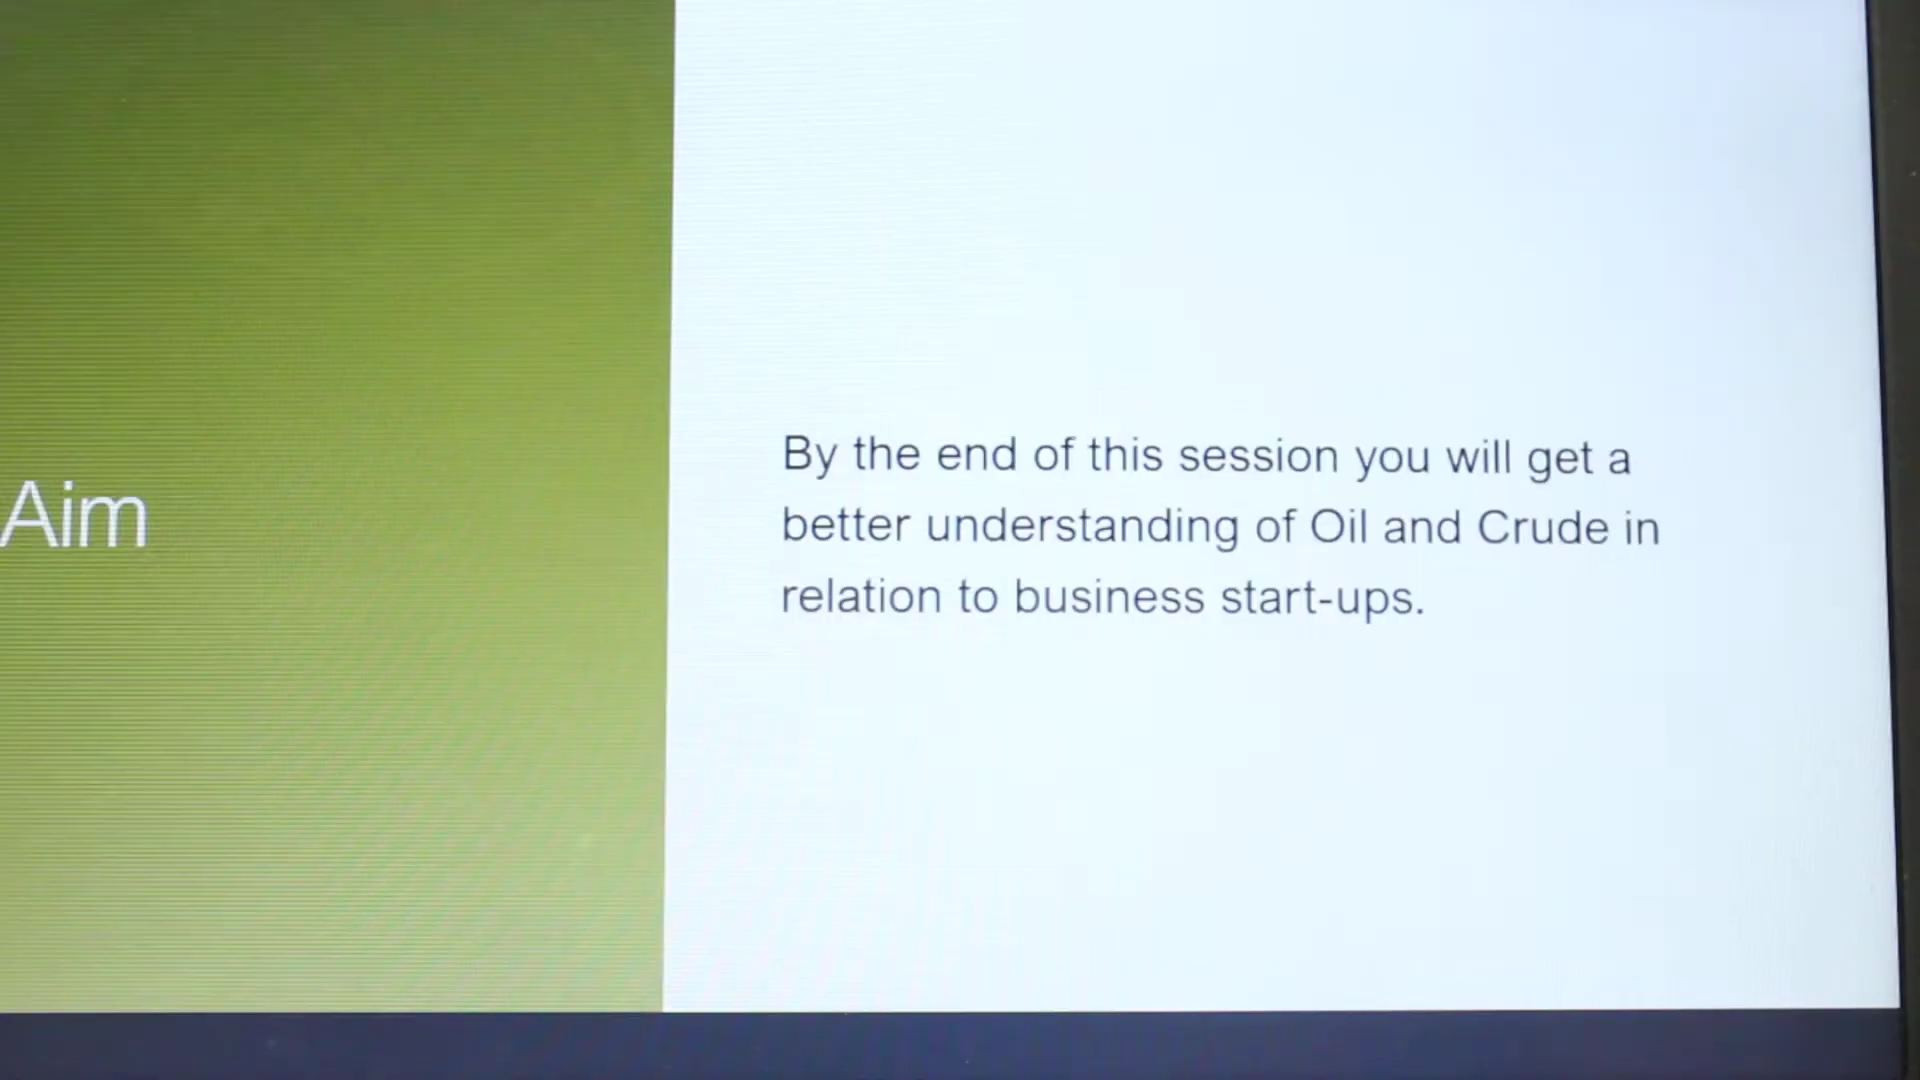 Aim
By the end of this session you will get a
better understanding of Oil and Crude in
relation to business start-ups.